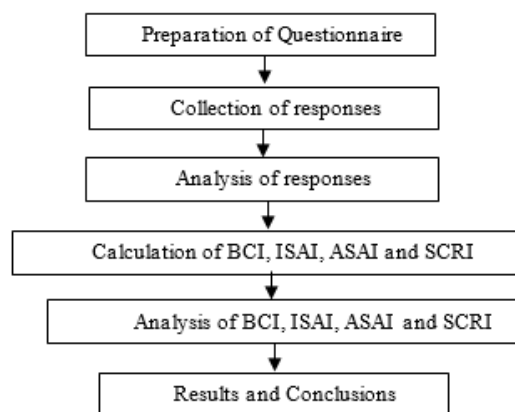 Preparation of Questionnaire
Collection of responses
Analysis of responses
Calculation of BCI, ISAI, ASAI and SCRI
Analysis of BCI, ISAI, ASAI and SCRI
Results and Conclusions